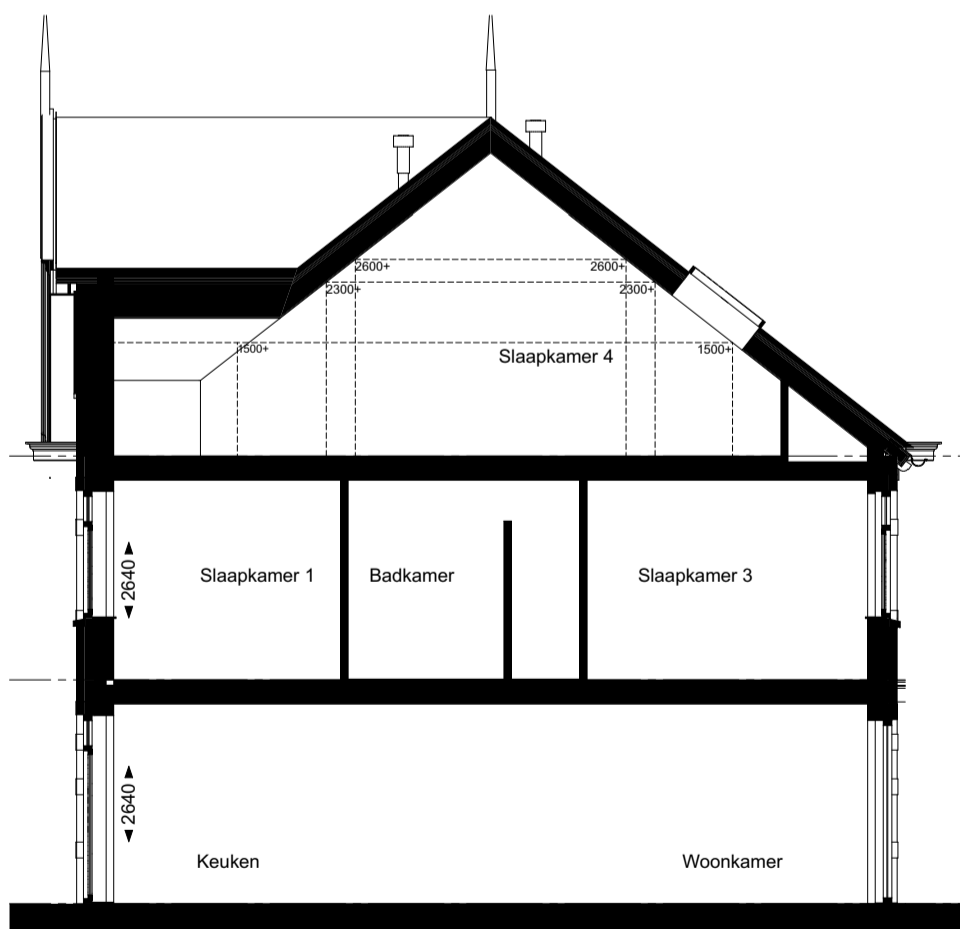 2600+ 2600+
2300+ 2300+
1500+ 1500+
Slaapkamer 4
Slaapkamer 1 Badkamer Slaapkamer 3
2640
2640
Keuken Woonkamer